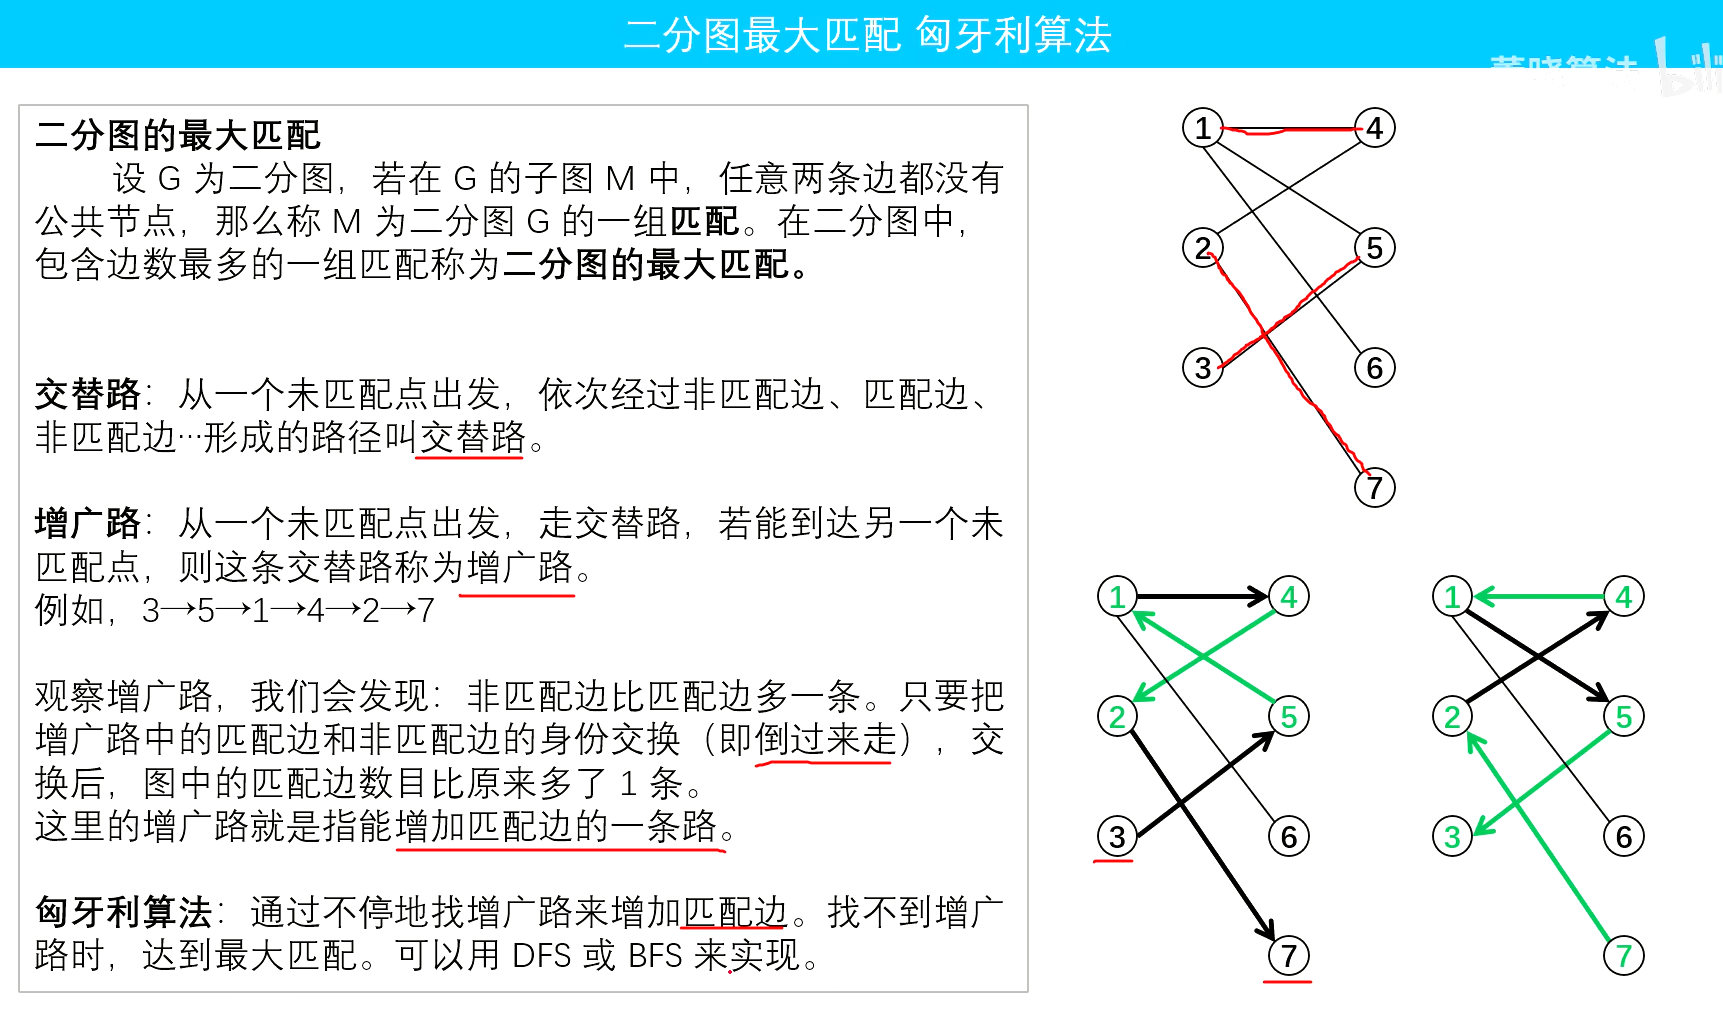 二分图最大匹配 匈牙利算法
董晓算法 bili
二分图的最大匹配
设 G 为二分图，若在 G 的子图 M 中，任意两条边都没有
公共节点，那么称 M 为二分图 G 的一组匹配。在二分图中，
包含边数最多的一组匹配称为二分图的最大匹配。
交替路：从一个未匹配点出发，依次经过非匹配边、匹配边、
非匹配边…形成的路径叫交替路。
增广路：从一个未匹配点出发，走交替路，若能到达另一个未
匹配点，则这条交替路称为增广路。
例如，3→5→1→4→2→7
观察增广路，我们会发现：非匹配边比匹配边多一条。只要把
增广路中的匹配边和非匹配边的身份交换（即倒过来走），交
换后，图中的匹配边数目比原来多了 1 条。
这里的增广路就是指能增加匹配边的一条路。
匈牙利算法：通过不停地找增广路来增加匹配边。找不到增广
路时，达到最大匹配。可以用 DFS 或 BFS 来实现。
1 4
2 5
3 6
7
1 4
2 5
3 6
7
1 4
2 5
3 6
7